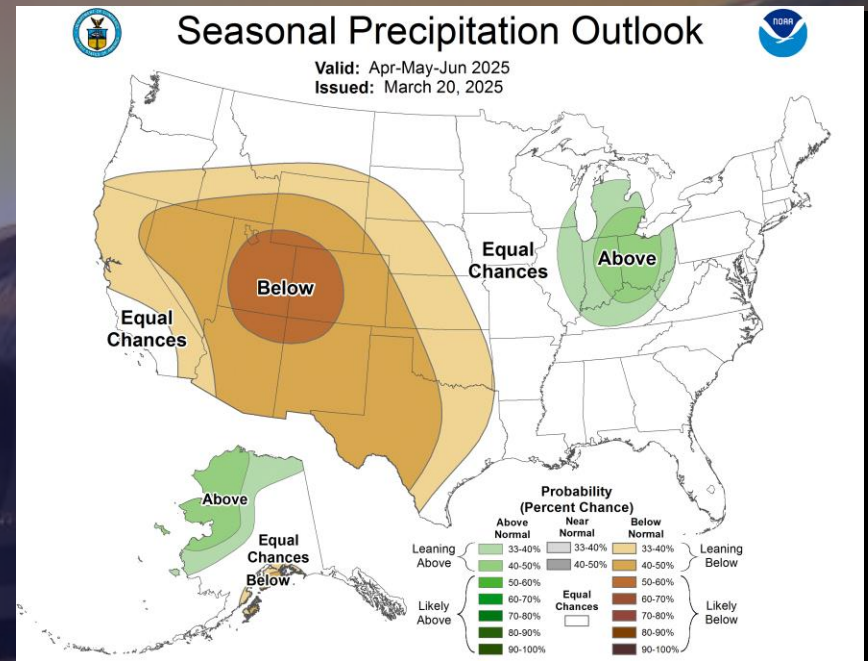 Seasonal Precipitation Outlook
NOAA
Valid: Apr-May-Jun 2025
Issued: March 20, 2025
Equal
Chances
Above
Below
Equal
Chances
Above
Equal
Chances
Below
Probability
(Percent Chance)
Above
Normal
Near
Normal
Below
Normal
Leaning
Above
33-40%
40-50%
50-60%
60-70%
70-80%
80-90%
90-100%
Likely
Above
33-40%
40-50%
Equal
Chances
33-40%
40-50%
50-60%
60-70%
70-80%
80-90%
90-100%
Leaning
Below
Likely
Below